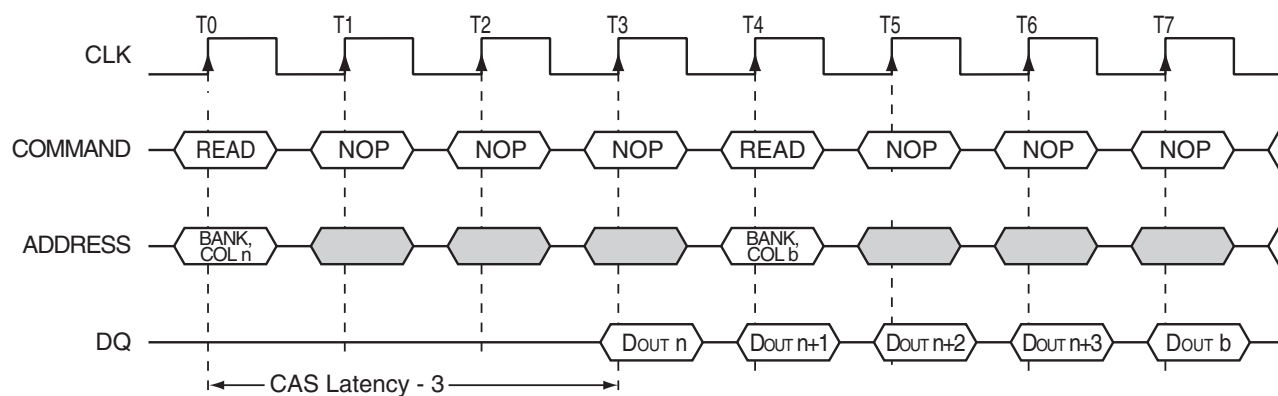 T0 T1 T2 T3 T4 T5 T6 T7
CLK
COMMAND READ NOP NOP NOP READ NOP NOP NOP
ADDRESS BANK, COL n BANK, COL b
DQ DOUT n DOUT n+1 DOUT n+2 DOUT n+3 DOUT b
CAS Latency - 3